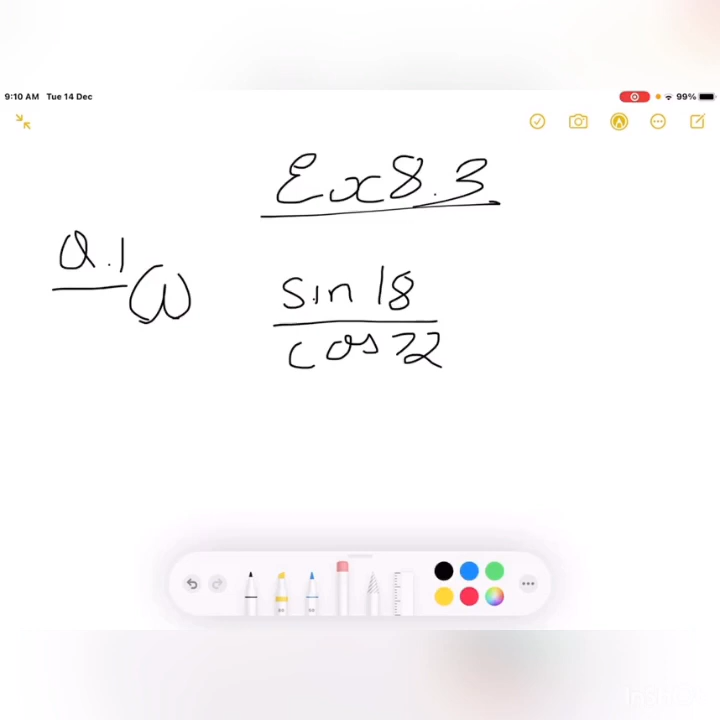 9:10 AM Tue 14 Dec 99%
Ex 8.3
Q.1 (i)
sin 18
cos 72